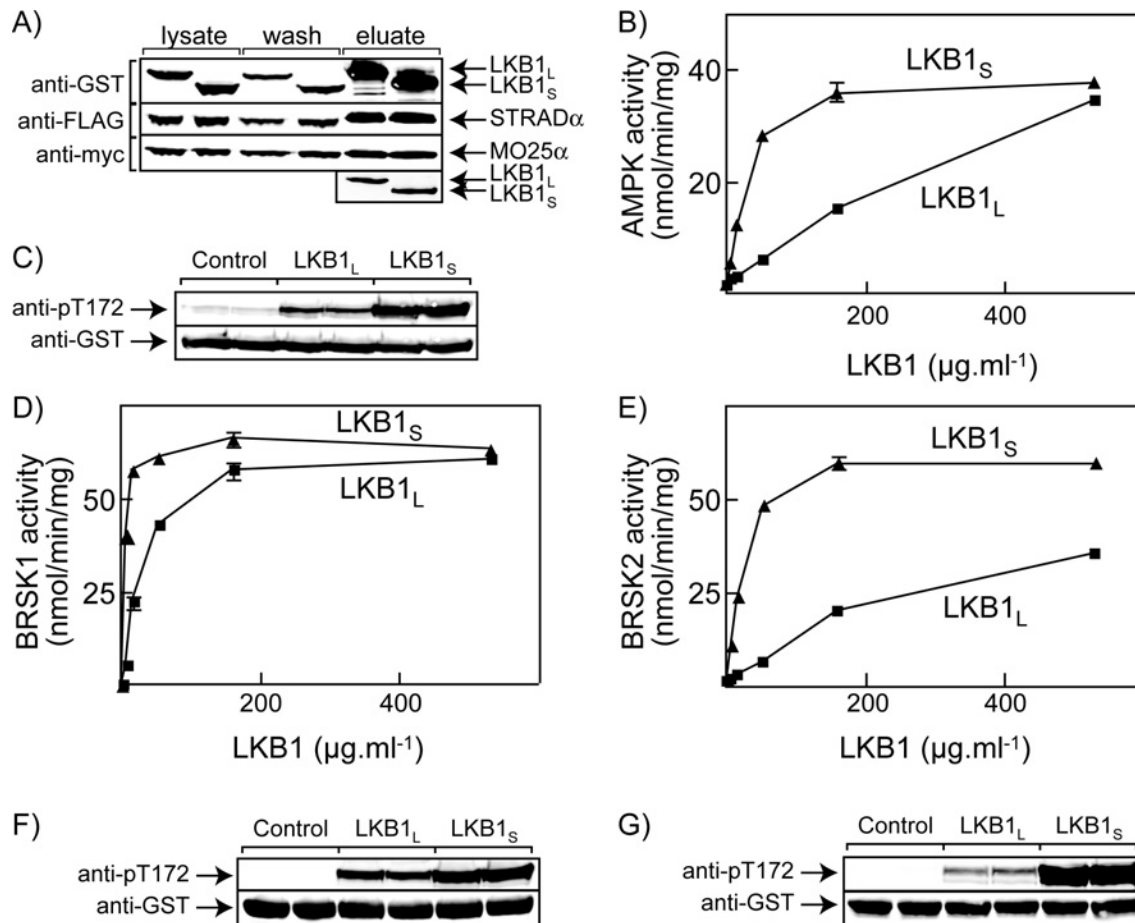 A)
lysate wash eluate
anti-GST
LKB1L
LKB1S
anti-FLAG
STRADα
anti-myc
MO25α
LKB1L
LKB1S
B)
AMPK activity
(nmol/min/mg)
40
20
200 400
LKB1S
LKB1L
LKB1 (µg.ml-1)
C)
Control LKB1L LKB1S
anti-pT172
anti-GST
D)
BRSK1 activity
(nmol/min/mg)
50
25
200 400
LKB1S
LKB1L
LKB1 (µg.ml-1)
E)
BRSK2 activity
(nmol/min/mg)
50
25
200 400
LKB1S
LKB1L
LKB1 (µg.ml-1)
F)
Control LKB1L LKB1S
anti-pT172
anti-GST
G)
Control LKB1L LKB1S
anti-pT172
anti-GST